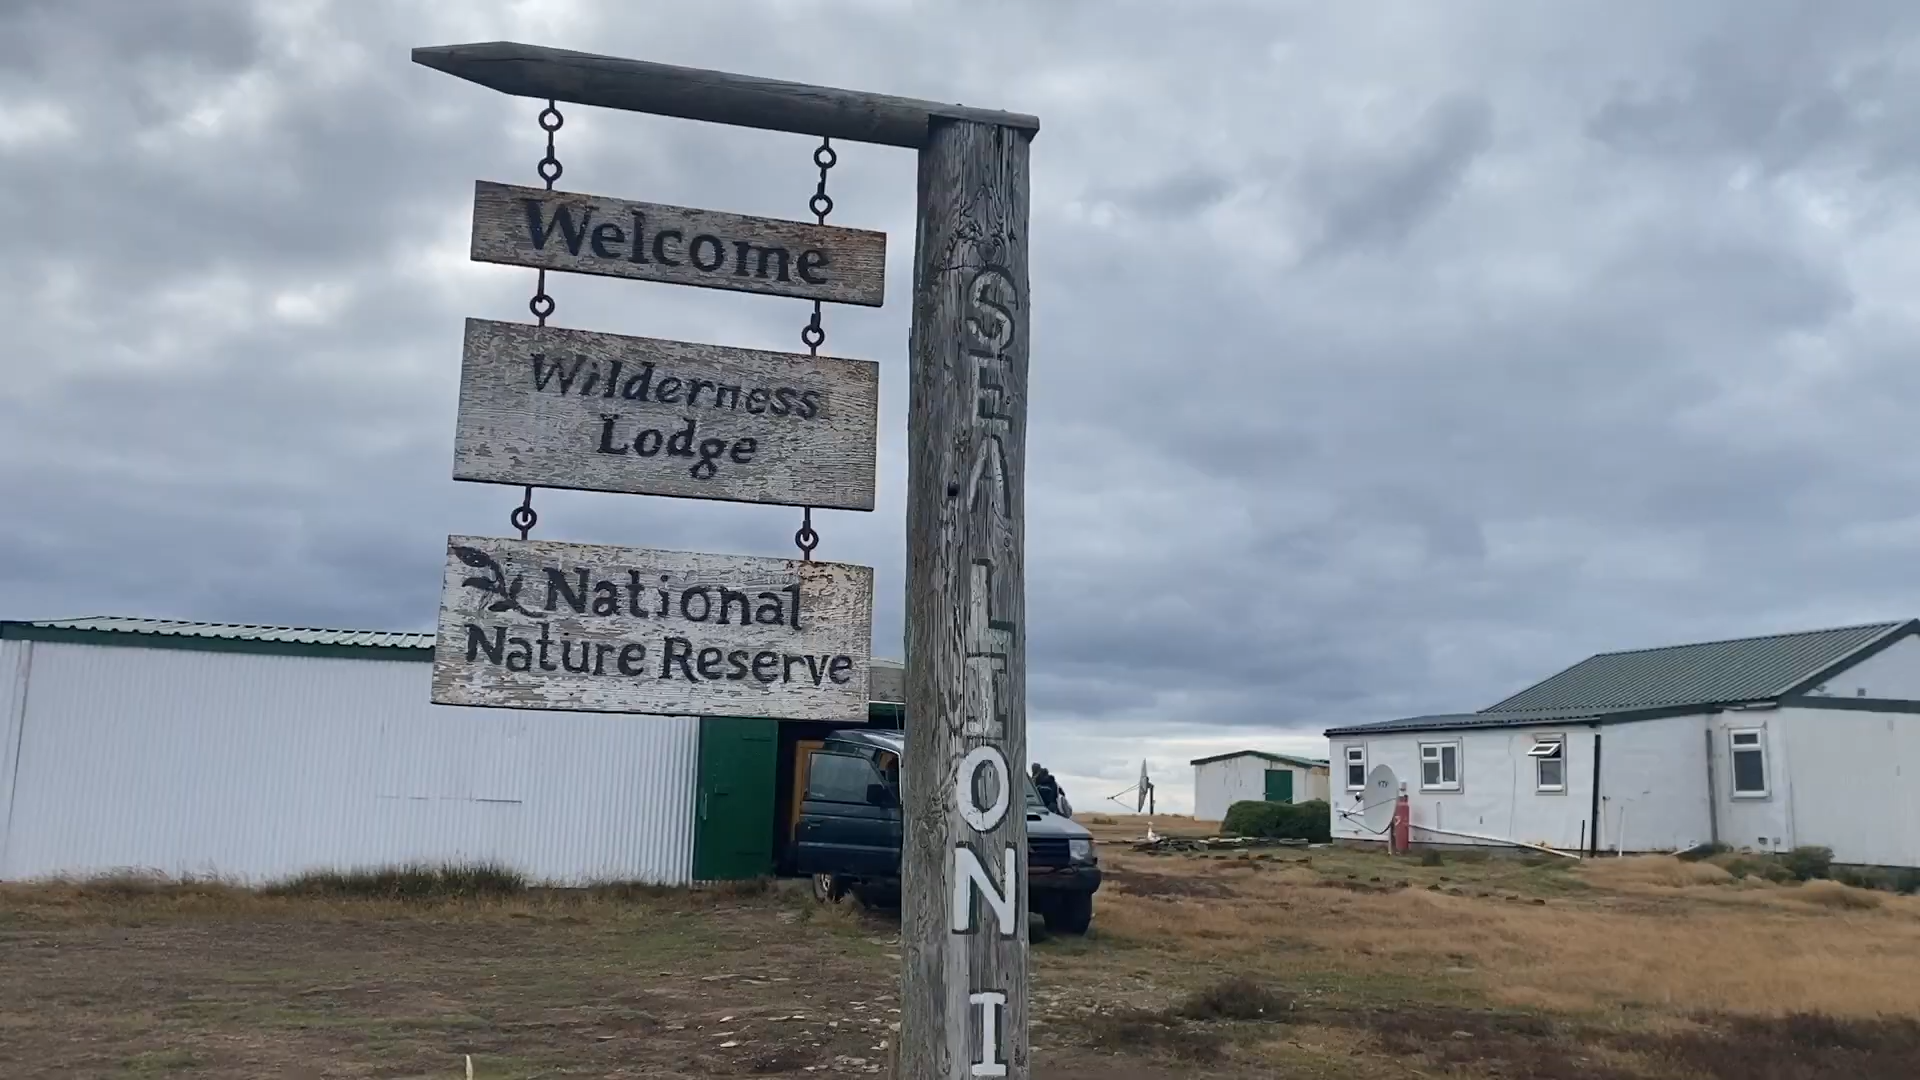 Welcome
Wilderness
Lodge
National
Nature Reserve
SEA LION I